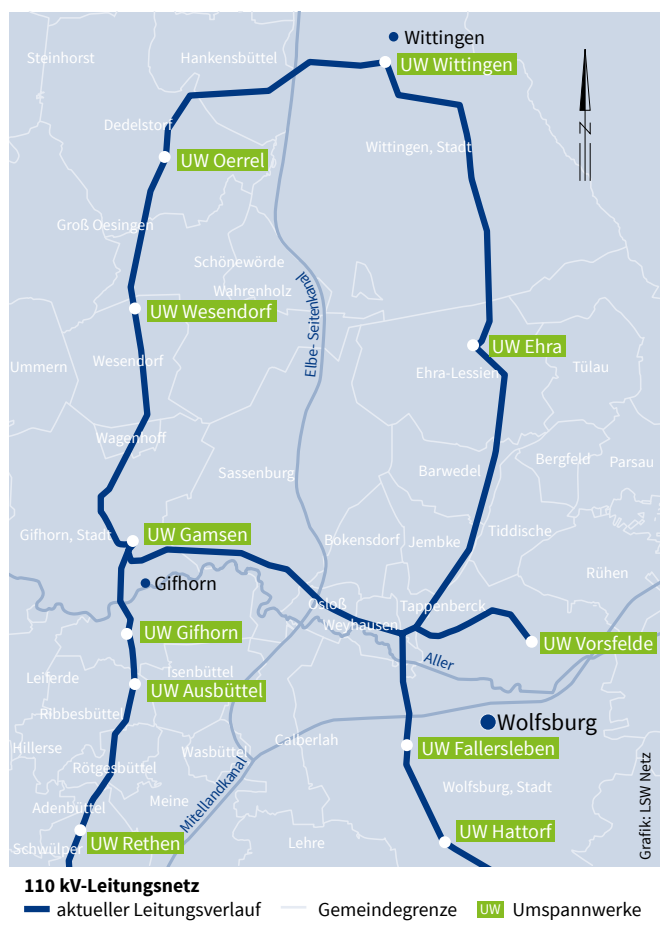 Wittingen
UW Wittingen
Steinhorst
Hankensbüttel
Dedelstorf
Wittingen, Stadt
N
UW Oerrel
Groß Oesingen
Schönewörde
Wahrenholz
Elbe- Seitenkanal
UW Wesendorf
UW Ehra
Ummern
Wesendorf
Ehra-Lessien
Tülau
Wagenhoff
Sassenburg
Barwedel
Bergfeld
Parsau
Gifhorn, Stadt
UW Gamsen
Bokensdorf
Jembke
Tiddische
Rühen
Gifhorn
Osloß
Tappenberck
Weyhausen
UW Gifhorn
UW Vorsfelde
Aller
Isenbüttel
Leiferde
UW Ausbüttel
Ribbesbüttel
Wolfsburg
Hillerse
Wasbüttel
Calberlah
UW Fallersleben
Rötgesbüttel
Mitellandkanal
Meine
Wolfsburg, Stadt
Adenbüttel
UW Rethen
Schwülper
Lehre
UW Hattorf
Grafik: LSW Netz
110 kV-Leitungsnetz
aktueller Leitungsverlauf
Gemeindegrenze
UW Umspannwerke